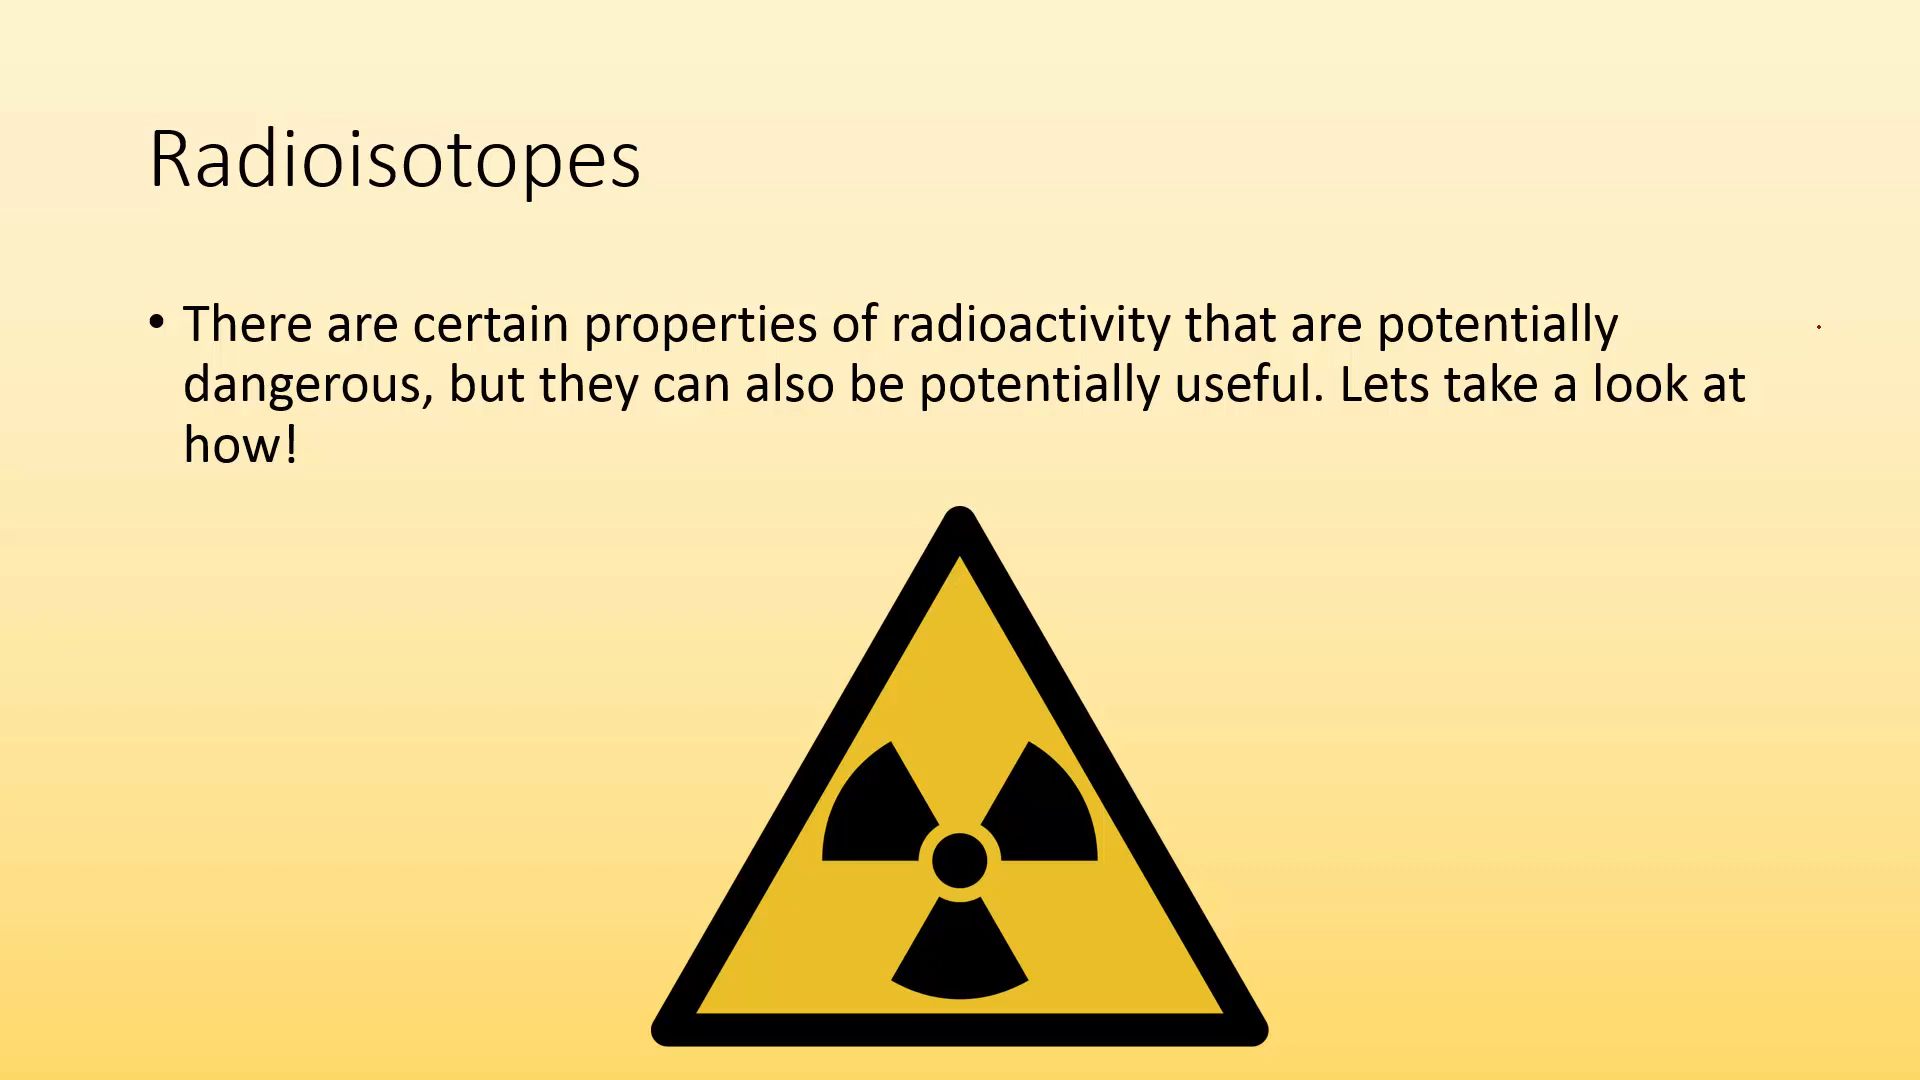 Radioisotopes
• There are certain properties of radioactivity that are potentially
dangerous, but they can also be potentially useful. Lets take a look at
how!